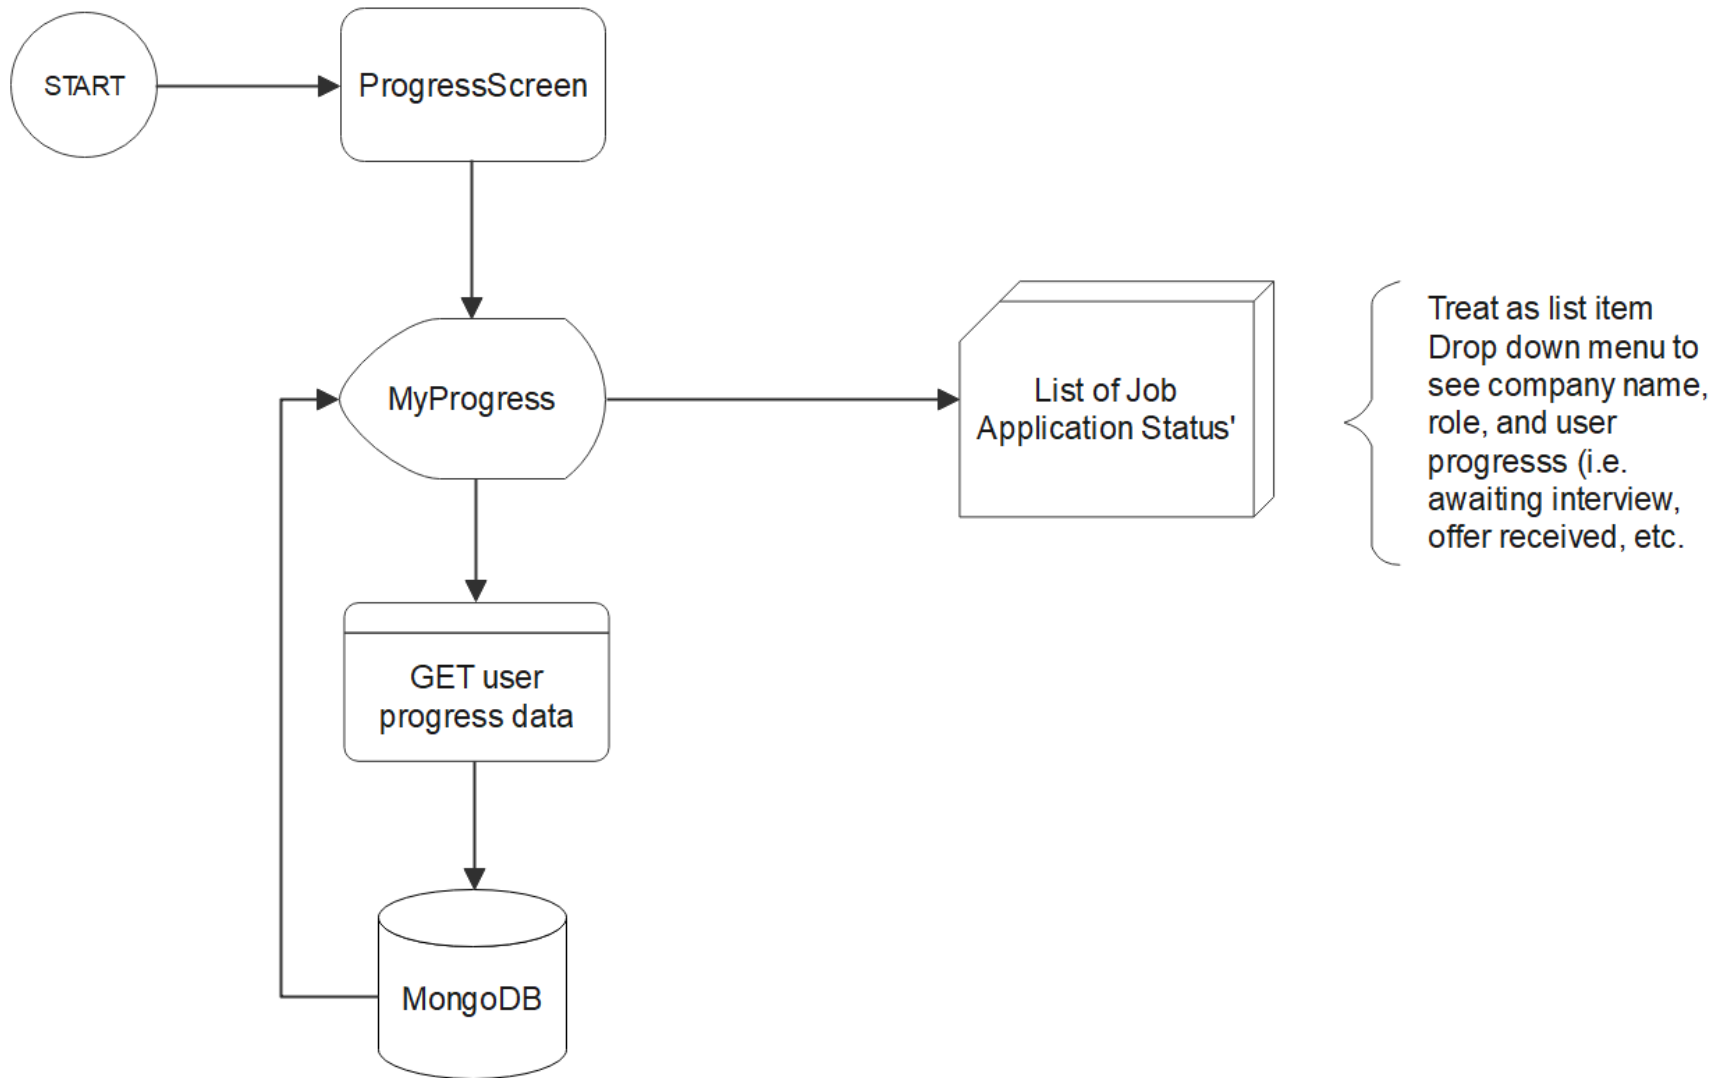 START
ProgressScreen
MyProgress
List of Job
Application Status'
Treat as list item
Drop down menu to
see company name,
role, and user
progresss (i.e.
awaiting interview,
offer received, etc.
GET user
progress data
MongoDB